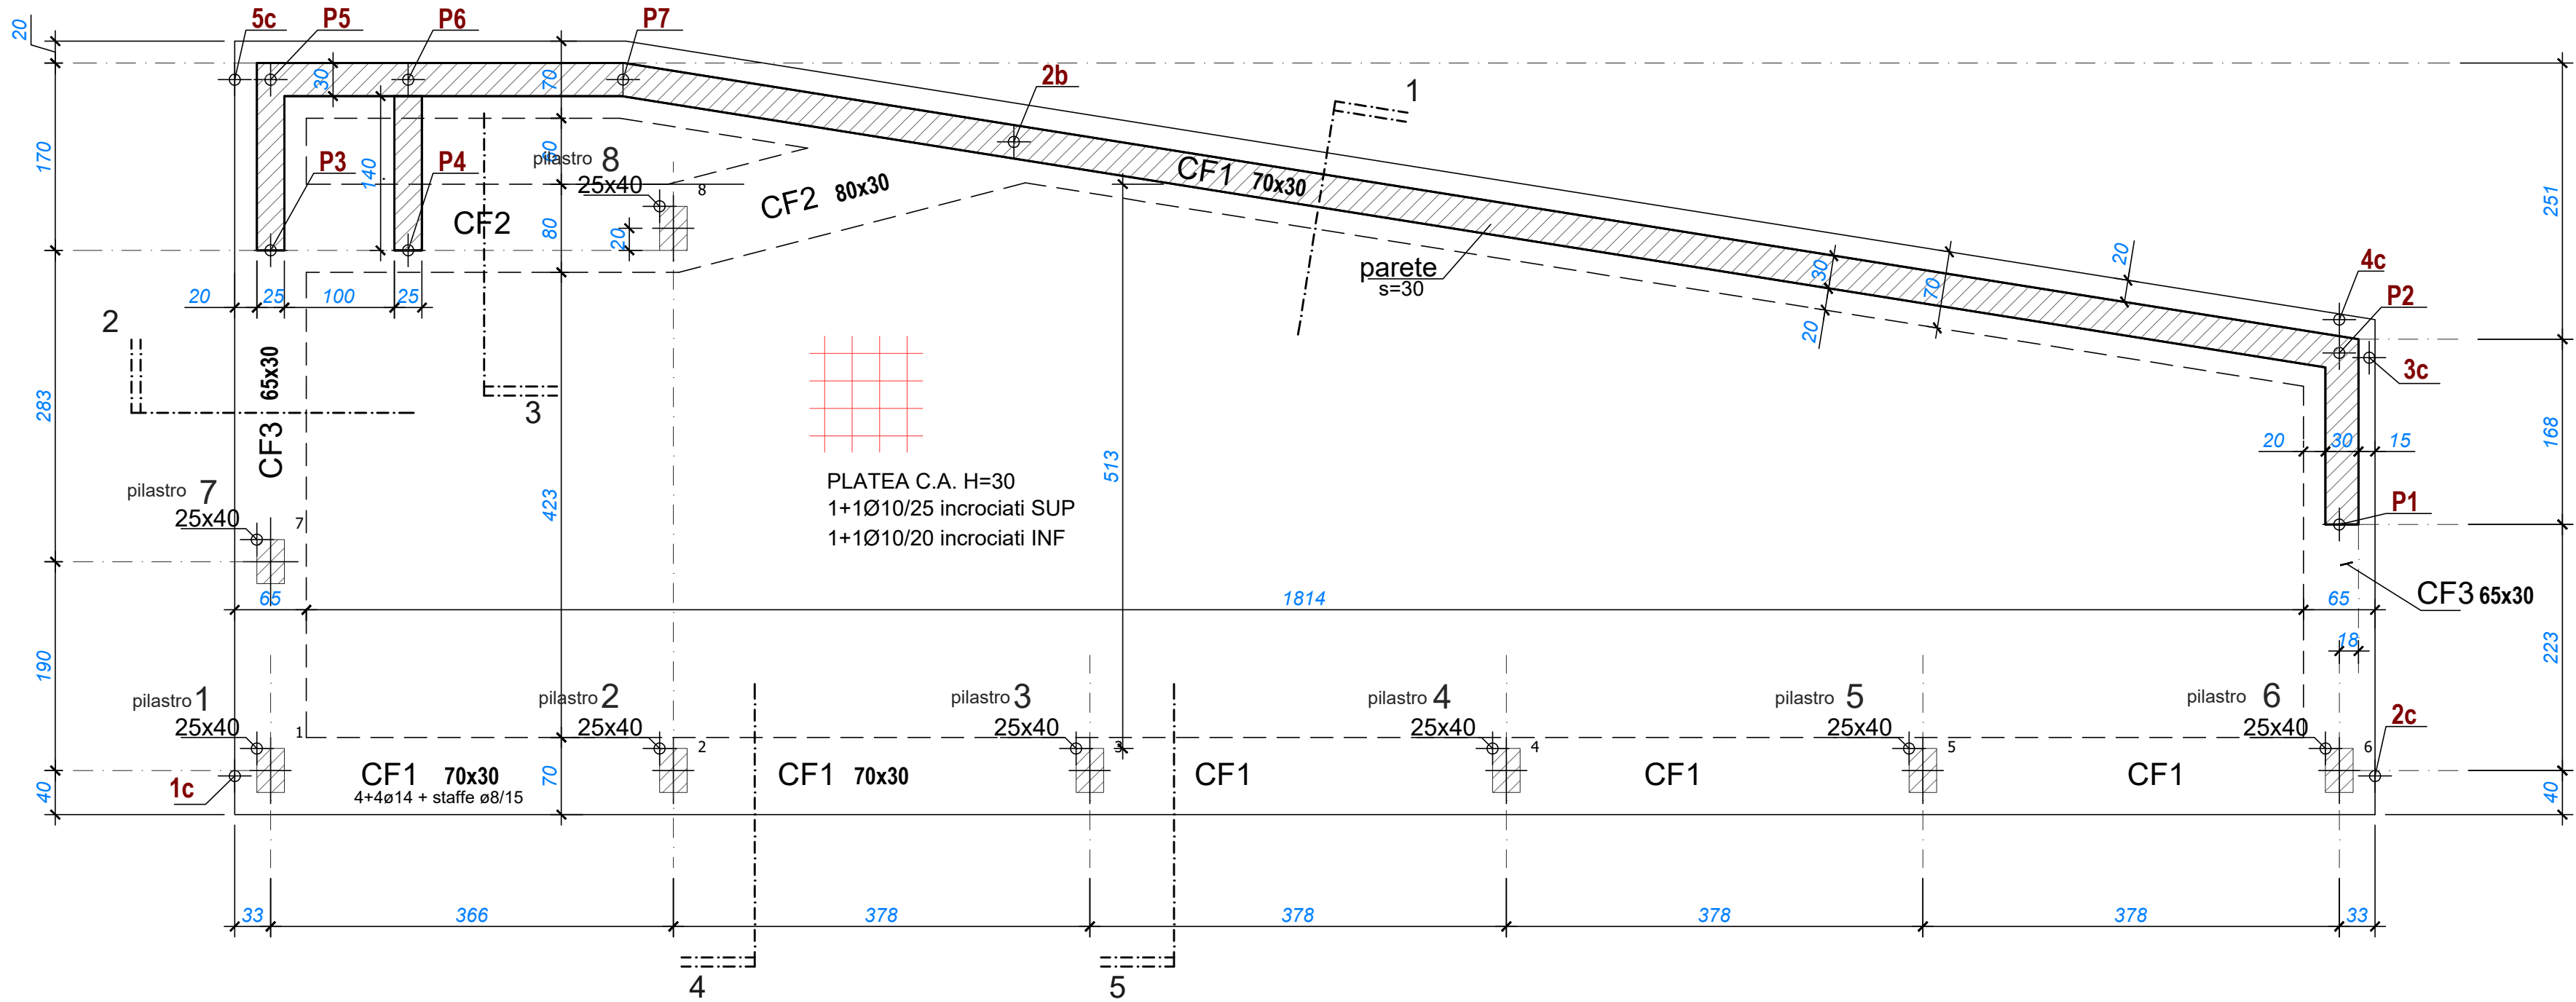 5c P5 P6 P7
20
30 70
2b
1
170
P3 140 P4
60
pilastro 8
25x40 8
CF1 70x30
CF2 80x30
CF2 80 20
251
20 25 100 25
parete
s=30
30 70 20
20
4c
P2
3c
2
CF3 65x30
3
283
513
423
PLATEA C.A. H=30
1+1Ø10/25 incrociati SUP
1+1Ø10/20 incrociati INF
20 30 15
168
P1
pilastro 7
25x40 7
65 1814 65
CF3 65x30
18
190
223
pilastro 1
25x40 1
pilastro 2
25x40 2
pilastro 3
25x40 3
pilastro 4
25x40 4
pilastro 5
25x40 5
pilastro 6
25x40 6
2c
1c
40
CF1 70x30
4+4ø14 + staffe ø8/15
70
CF1 70x30
CF1
CF1
CF1
40
33 366 378 378 378 378 33
4 5